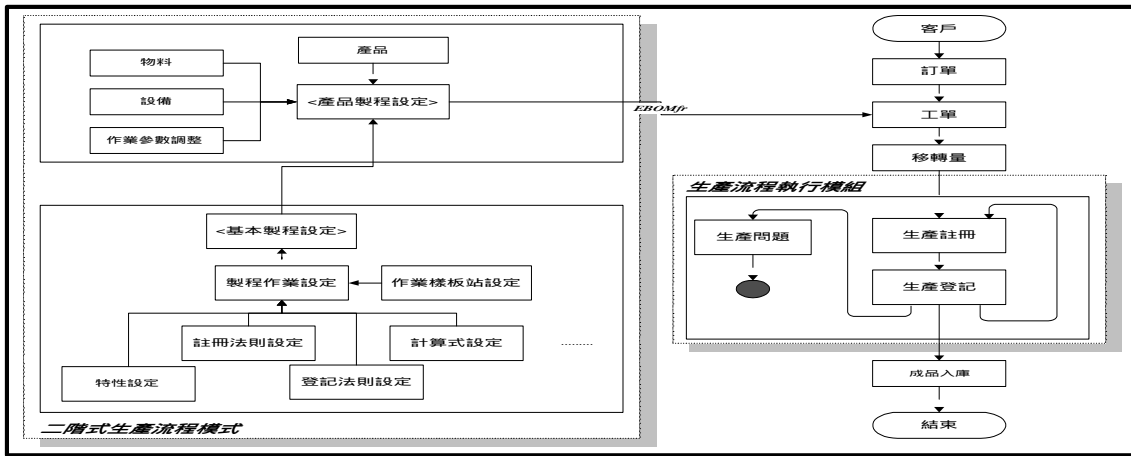 產品
物料
設備
作業參數調整
<產品製程設定>
<基本製程設定>
製程作業設定
作業樣板站設定
註冊法則設定
計算式設定
........
特性設定
登記法則設定
二階式生產流程模式
EBOMfr
客戶
訂單
工單
移轉量
生產流程執行模組
生產問題
生產註冊
生產登記
成品入庫
結束